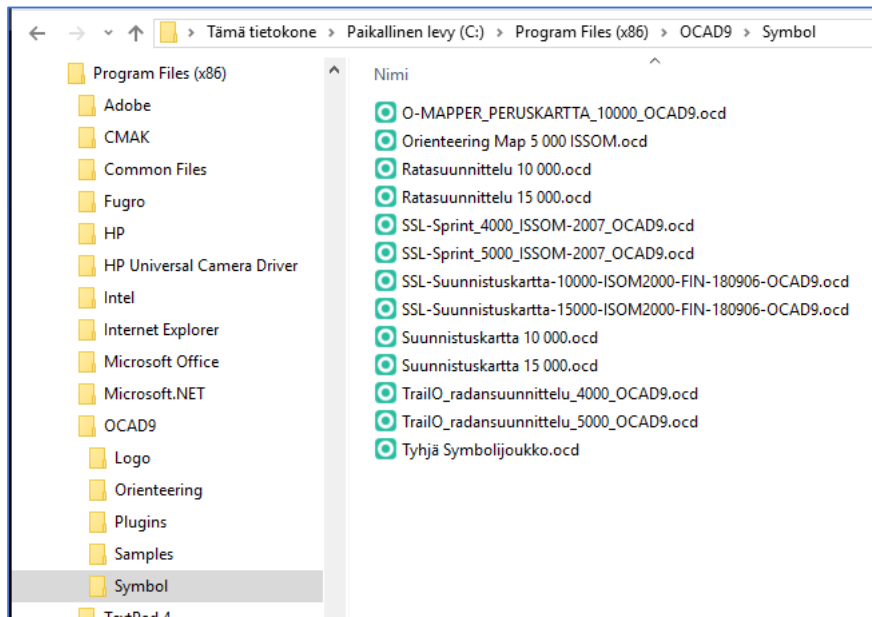 Tämä tietokone > Paikallinen levy (C:) > Program Files (x86) > OCAD9 > Symbol
Program Files (x86)
Adobe
CMAK
Common Files
Fugro
HP
HP Universal Camera Driver
Intel
Internet Explorer
Microsoft Office
Microsoft.NET
OCAD9
Logo
Orienteering
Plugins
Samples
Symbol
Nimi
O-MAPPER_PERUSKARTTA_10000_OCAD9.ocd
Orienteering Map 5 000 ISSOM.ocd
Ratasuunnittelu 10 000.ocd
Ratasuunnittelu 15 000.ocd
SSL-Sprint_4000_ISSOM-2007_OCAD9.ocd
SSL-Sprint_5000_ISSOM-2007_OCAD9.ocd
SSL-Suunnistuskartta-10000-ISOM2000-FIN-180906-OCAD9.ocd
SSL-Suunnistuskartta-15000-ISOM2000-FIN-180906-OCAD9.ocd
Suunnistuskartta 10 000.ocd
Suunnistuskartta 15 000.ocd
TrailO_radansuunnittelu_4000_OCAD9.ocd
TrailO_radansuunnittelu_5000_OCAD9.ocd
Tyhjä Symbolijoukko.ocd